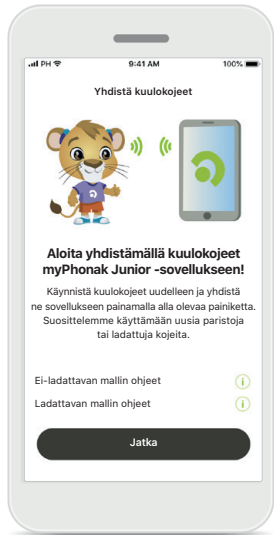 PH 9:41 AM 100%
Yhdistä kuulokojeet
Aloita yhdistämällä kuulokojeet
myPhonak Junior -sovellukseen!
Käynnistä kuulokojeet uudelleen ja yhdistä
ne sovellukseen painamalla alla olevaa painiketta.
Suosittelemme käyttämään uusia paristoja
tai ladattuja kojeita.
Ei-ladattavan mallin ohjeet
Ladattavan mallin ohjeet
Jatka